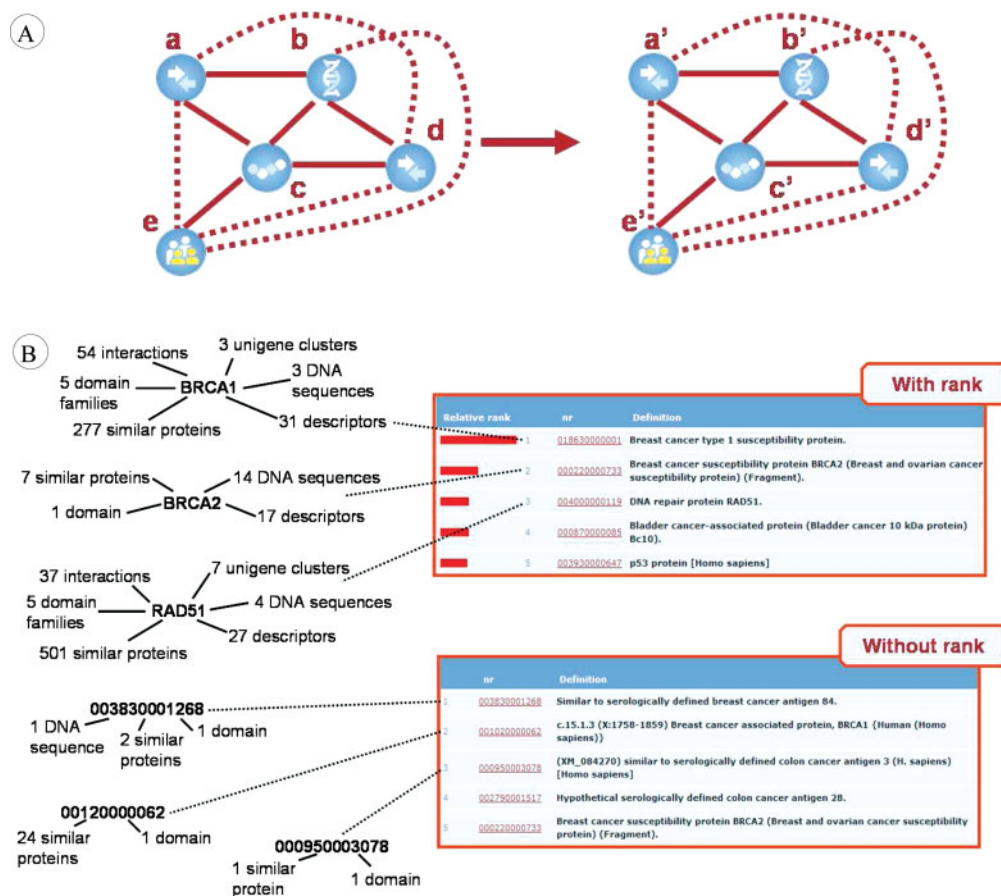 A
a
b
c
d
e
a'
b'
c'
d'
e'
B
54 interactions
3 unigene clusters
5 domain
families
BRCA1
3 DNA
sequences
277 similar proteins
31 descriptors
7 similar proteins
14 DNA sequences
1 domain
BRCA2
17 descriptors
37 interactions
7 unigene clusters
5 domain
families
RAD51
4 DNA sequences
501 similar proteins
27 descriptors
003830001268
1 DNA
sequence
2 similar
proteins
1 domain
00120000062
24 similar
proteins
1 domain
000950003078
1 similar
protein
1 domain
With rank
Relative rank nr Definition
1 018630000001 Breast cancer type 1 susceptibility protein.
2 000220000733 Breast cancer susceptibility protein BRCA2 (Breast and ovarian cancer
susceptibility protein) (Fragment).
3 004000000119 DNA repair protein RAD51.
4 000870000085 Bladder cancer-associated protein (Bladder cancer 10 kDa protein)
Bc10).
5 003930000647 p53 protein [Homo sapiens]
Without rank
nr Definition
1 003830001268 Similar to serologically defined breast cancer antigen 84.
2 001020000062 c.15.1.3 (X:1758-1859) Breast cancer associated protein, BRCA1 {Human (Homo
sapiens)}
3 000950003078 (XM_084270) similar to serologically defined colon cancer antigen 3 (H. sapiens)
[Homo sapiens]
4 002790001517 Hypothetical serologically defined colon cancer antigen 28.
5 000220000733 Breast cancer susceptibility protein BRCA2 (Breast and ovarian cancer susceptibility
protein) (Fragment).